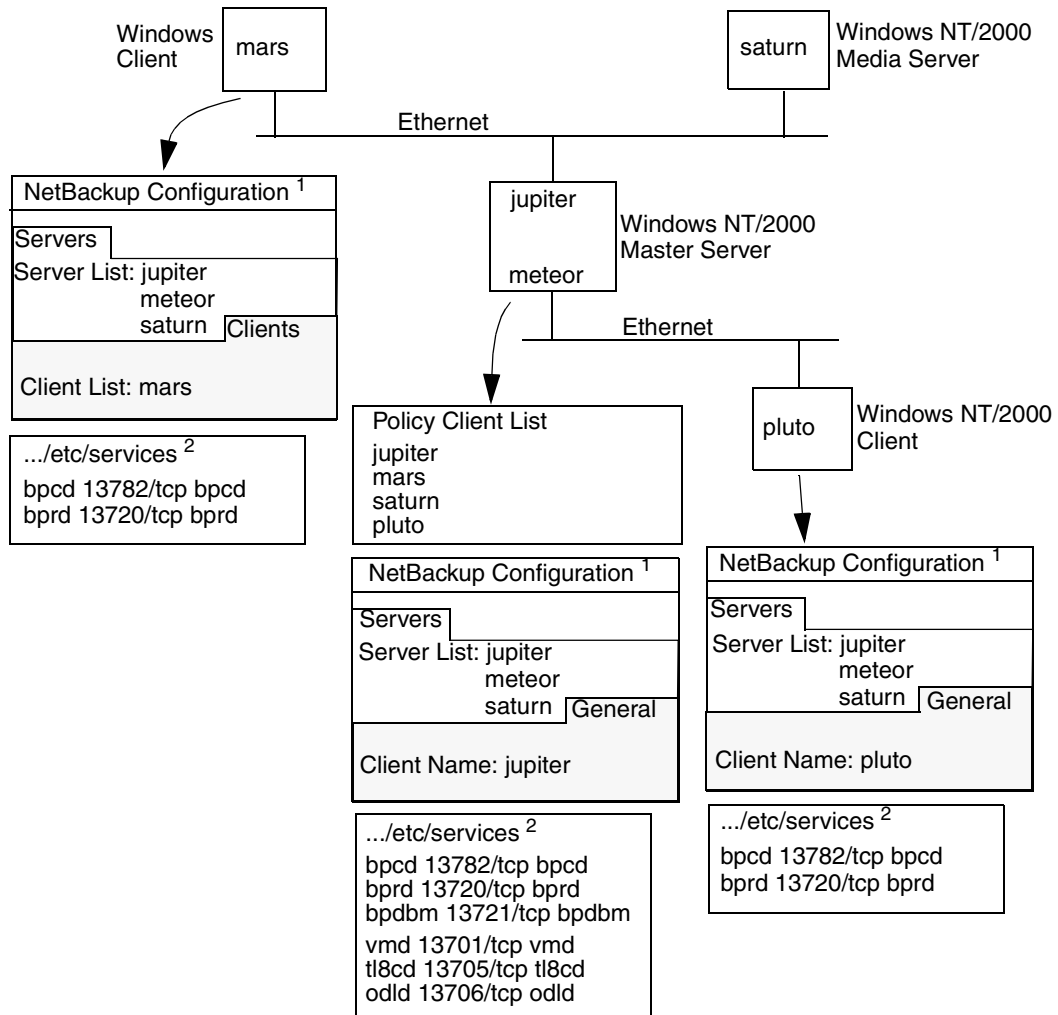 Windows
Client
mars
saturn
Windows NT/2000
Media Server
Ethernet
NetBackup Configuration 1
Servers
Server List: jupiter
meteor
saturn
Clients
Client List: mars
.../etc/services 2
bpcd 13782/tcp bpcd
bprd 13720/tcp bprd
jupiter
meteor
Windows NT/2000
Master Server
Ethernet
pluto
Windows NT/2000
Client
Policy Client List
jupiter
mars
saturn
pluto
NetBackup Configuration 1
Servers
Server List: jupiter
meteor
saturn
General
Client Name: jupiter
.../etc/services 2
bpcd 13782/tcp bpcd
bprd 13720/tcp bprd
bpdbm 13721/tcp bpdbm
vmd 13701/tcp vmd
tl8cd 13705/tcp tl8cd
odld 13706/tcp odld
NetBackup Configuration 1
Servers
Server List: jupiter
meteor
saturn
General
Client Name: pluto
.../etc/services 2
bpcd 13782/tcp bpcd
bprd 13720/tcp bprd